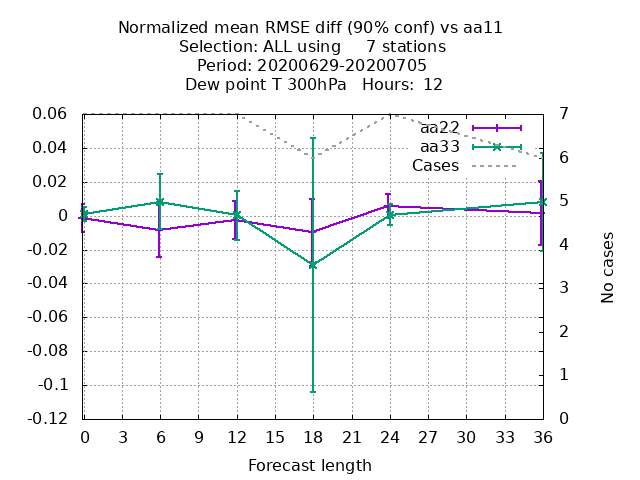 Normalized mean RMSE diff (90% conf) vs aa11
Selection: ALL using     7 stations
Period: 20200629-20200705
Dew point T 300hPa   Hours:  12
0.06
0.04
0.02
0
-0.02
-0.04
-0.06
-0.08
-0.1
-0.12
aa22
aa33
Cases
7
6
5
4
3
2
1
0
No cases
0 3 6 9 12 15 18 21 24 27 30 33 36
Forecast length